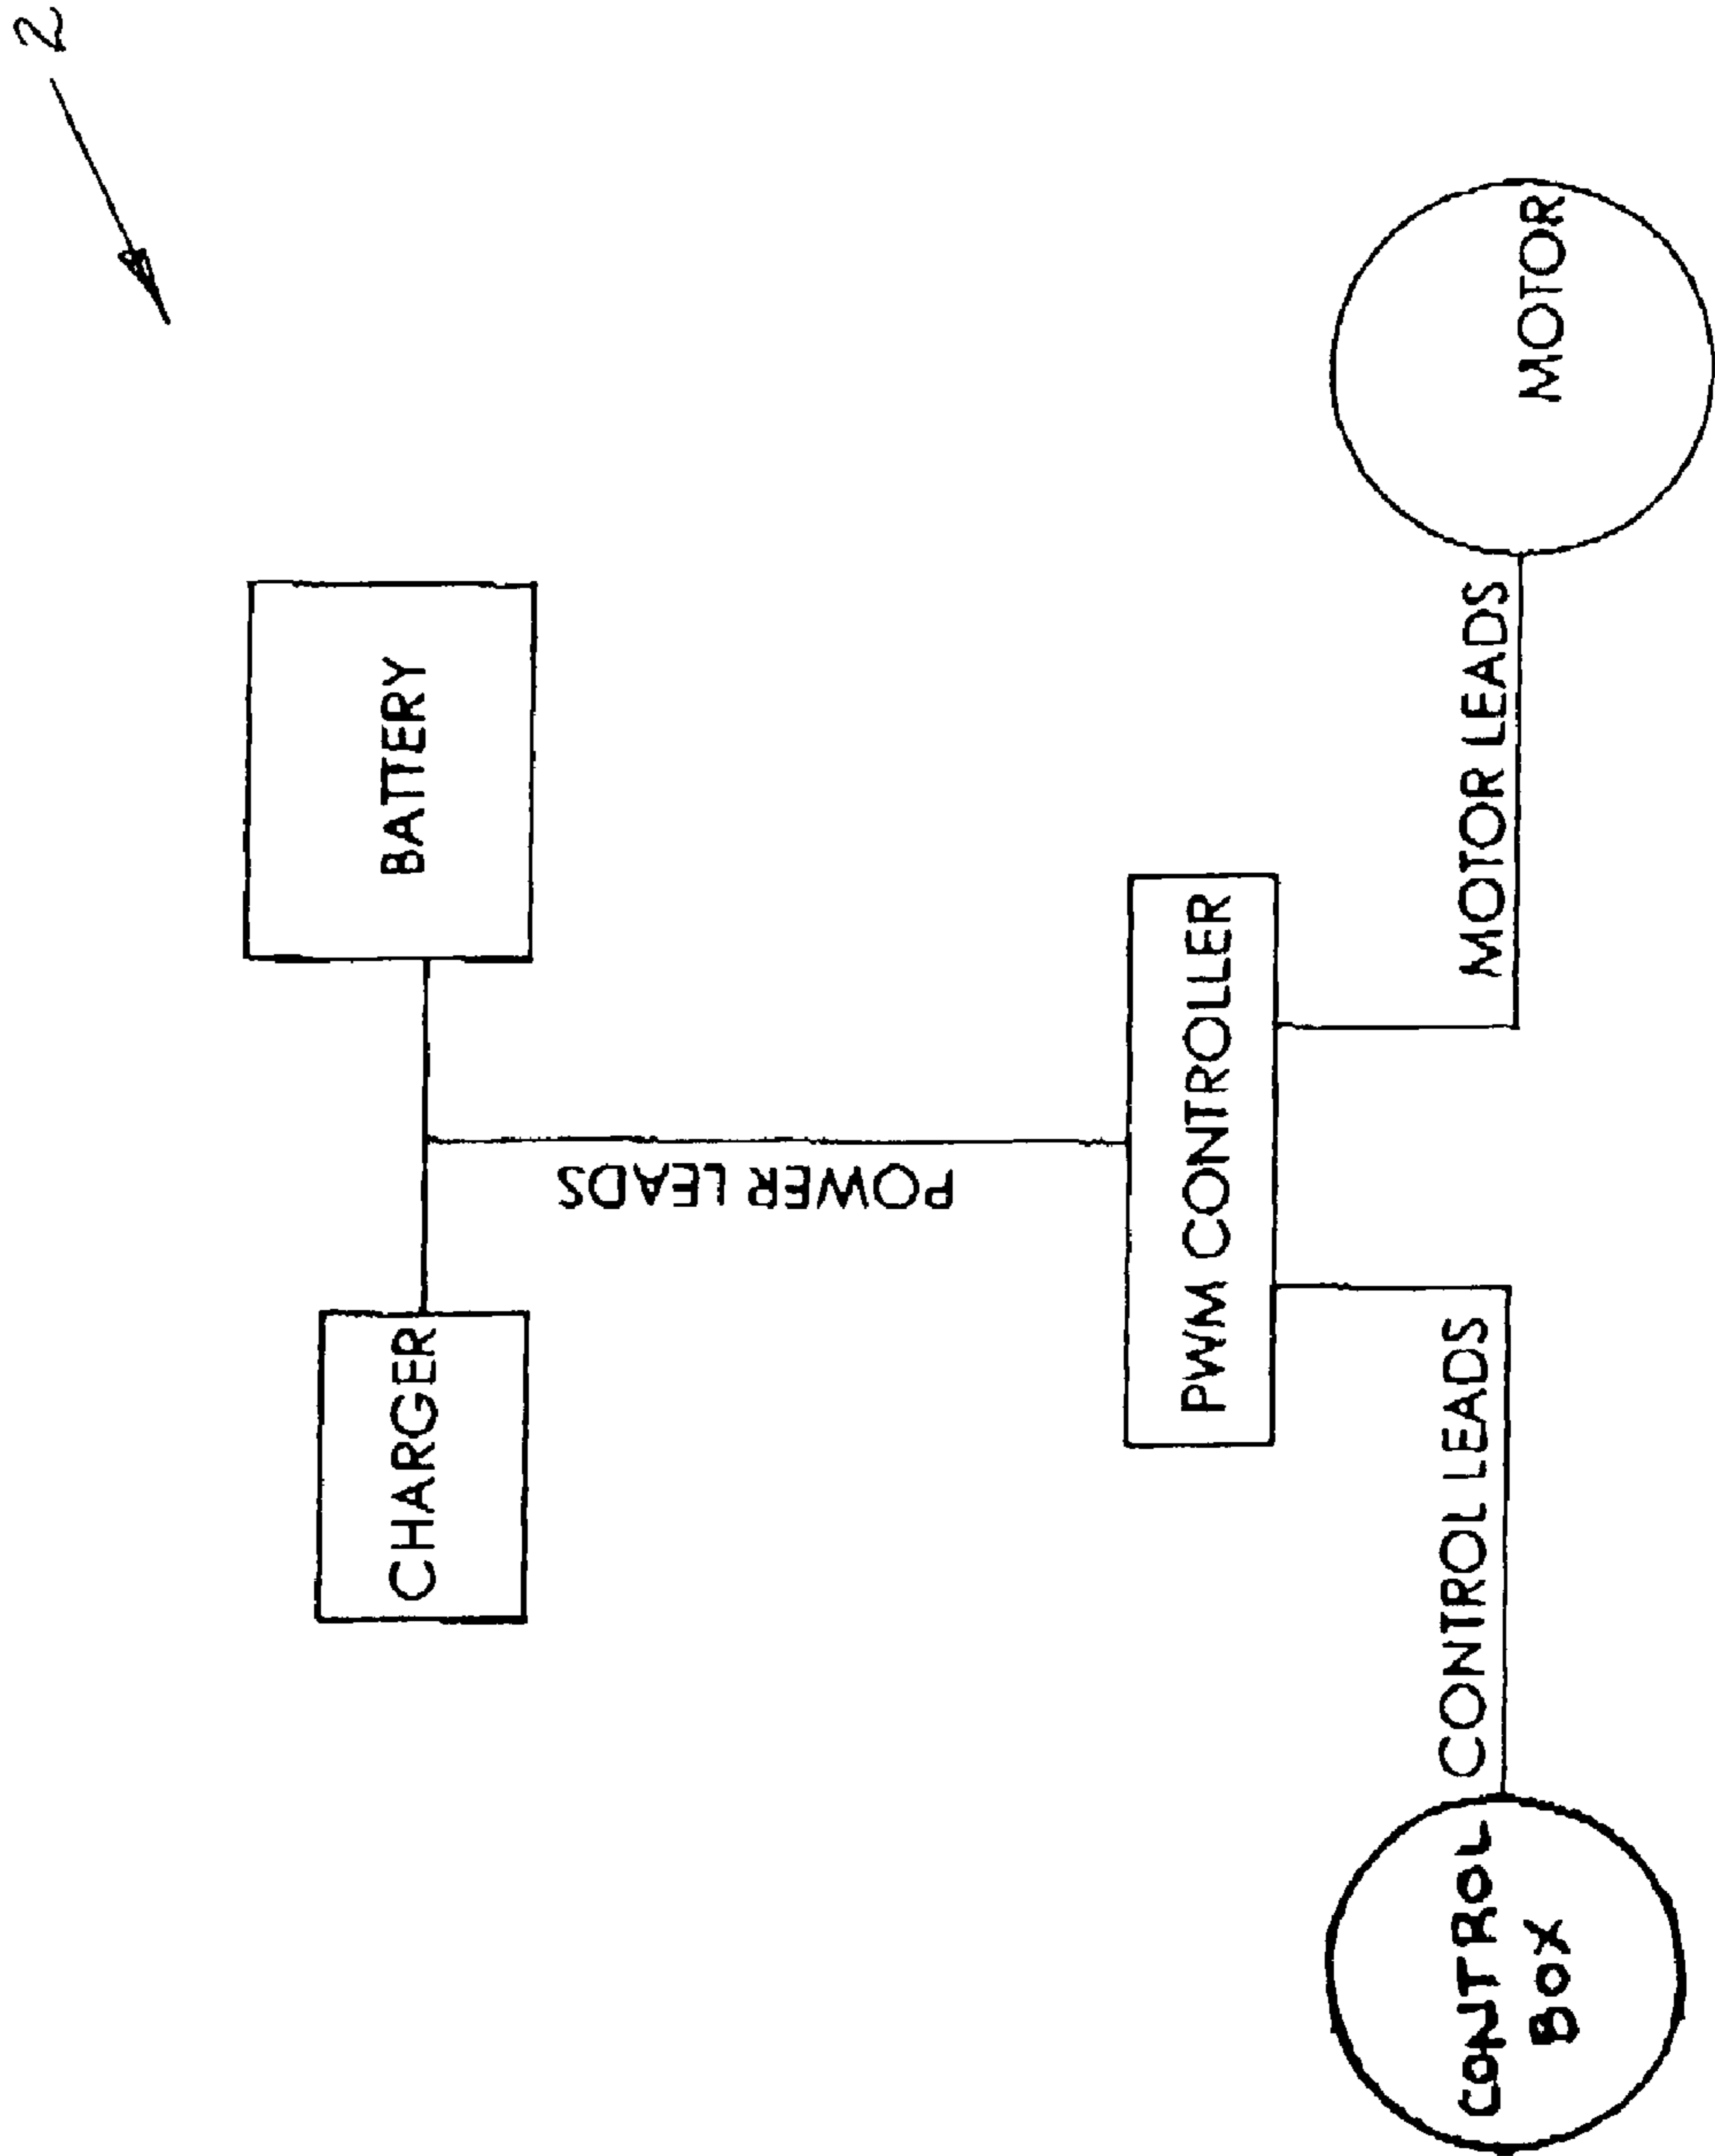 2
CHARGER
BATTERY
POWER LEADS
PWM CONTROLLER
CONTROL LEADS
MOTOR LEADS
CONTROL
BOX
MOTOR